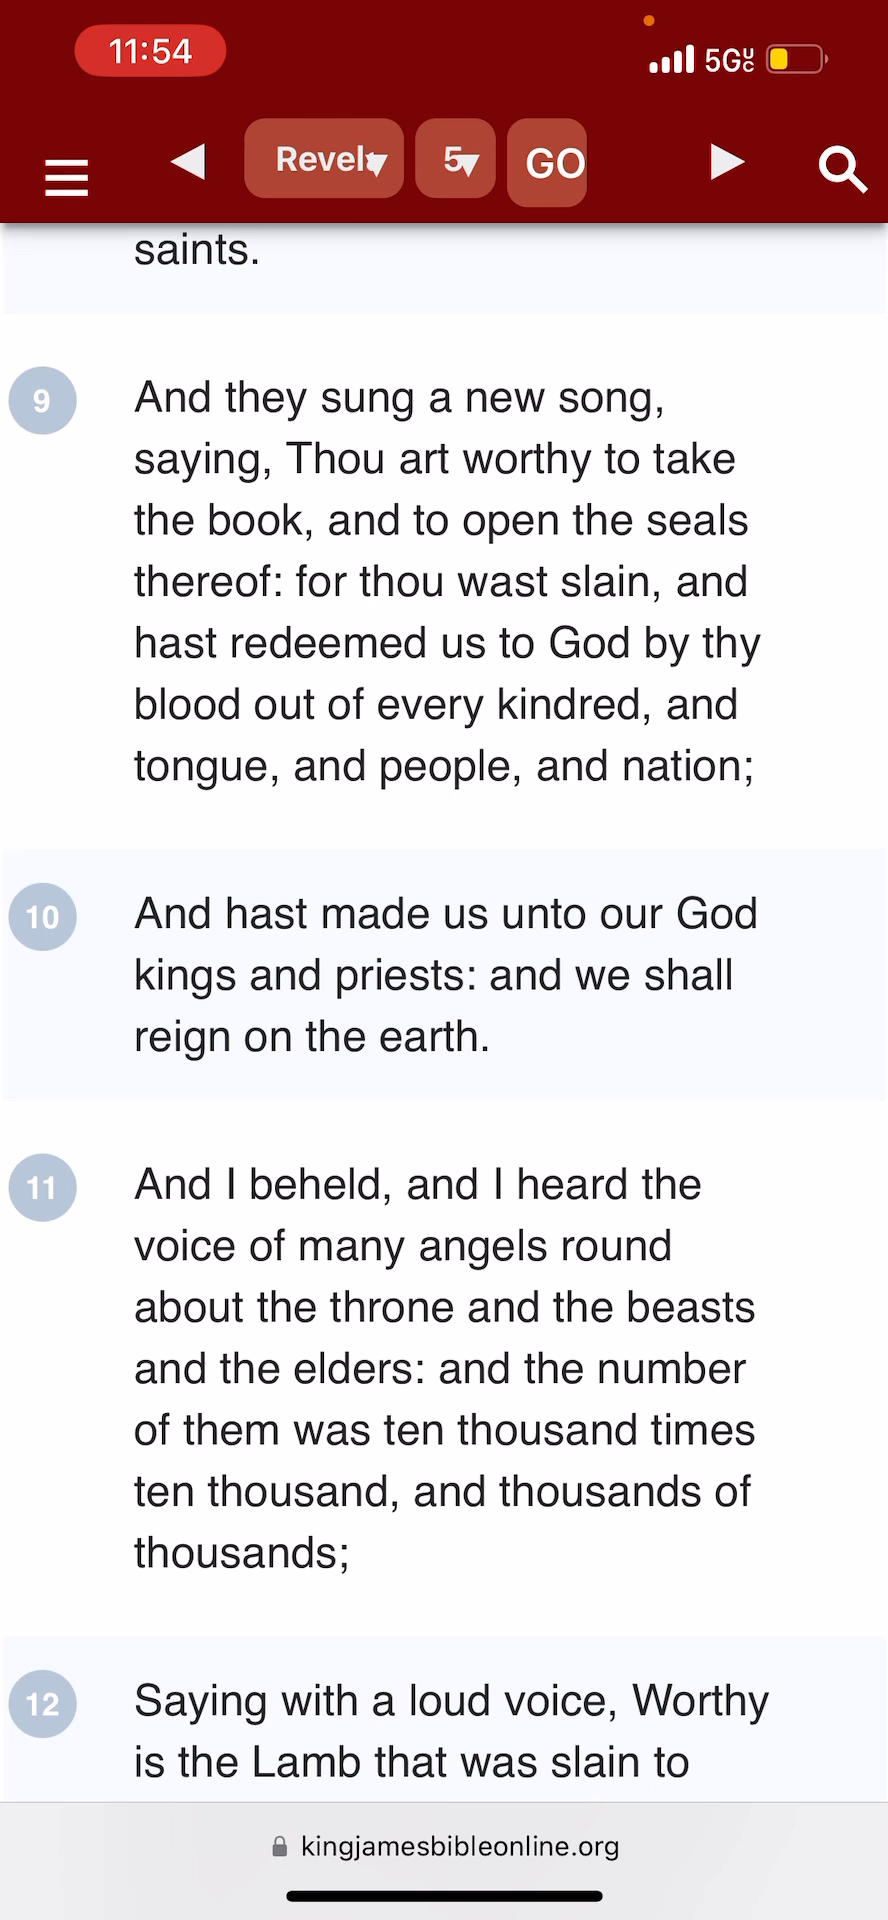 11:54
5G UC
Revela
5
GO
saints.
9
And they sung a new song,
saying, Thou art worthy to take
the book, and to open the seals
thereof: for thou wast slain, and
hast redeemed us to God by thy
blood out of every kindred, and
tongue, and people, and nation;
10
And hast made us unto our God
kings and priests: and we shall
reign on the earth.
11
And I beheld, and I heard the
voice of many angels round
about the throne and the beasts
and the elders: and the number
of them was ten thousand times
ten thousand, and thousands of
thousands;
12
Saying with a loud voice, Worthy
is the Lamb that was slain to
kingjamesbibleonline.org